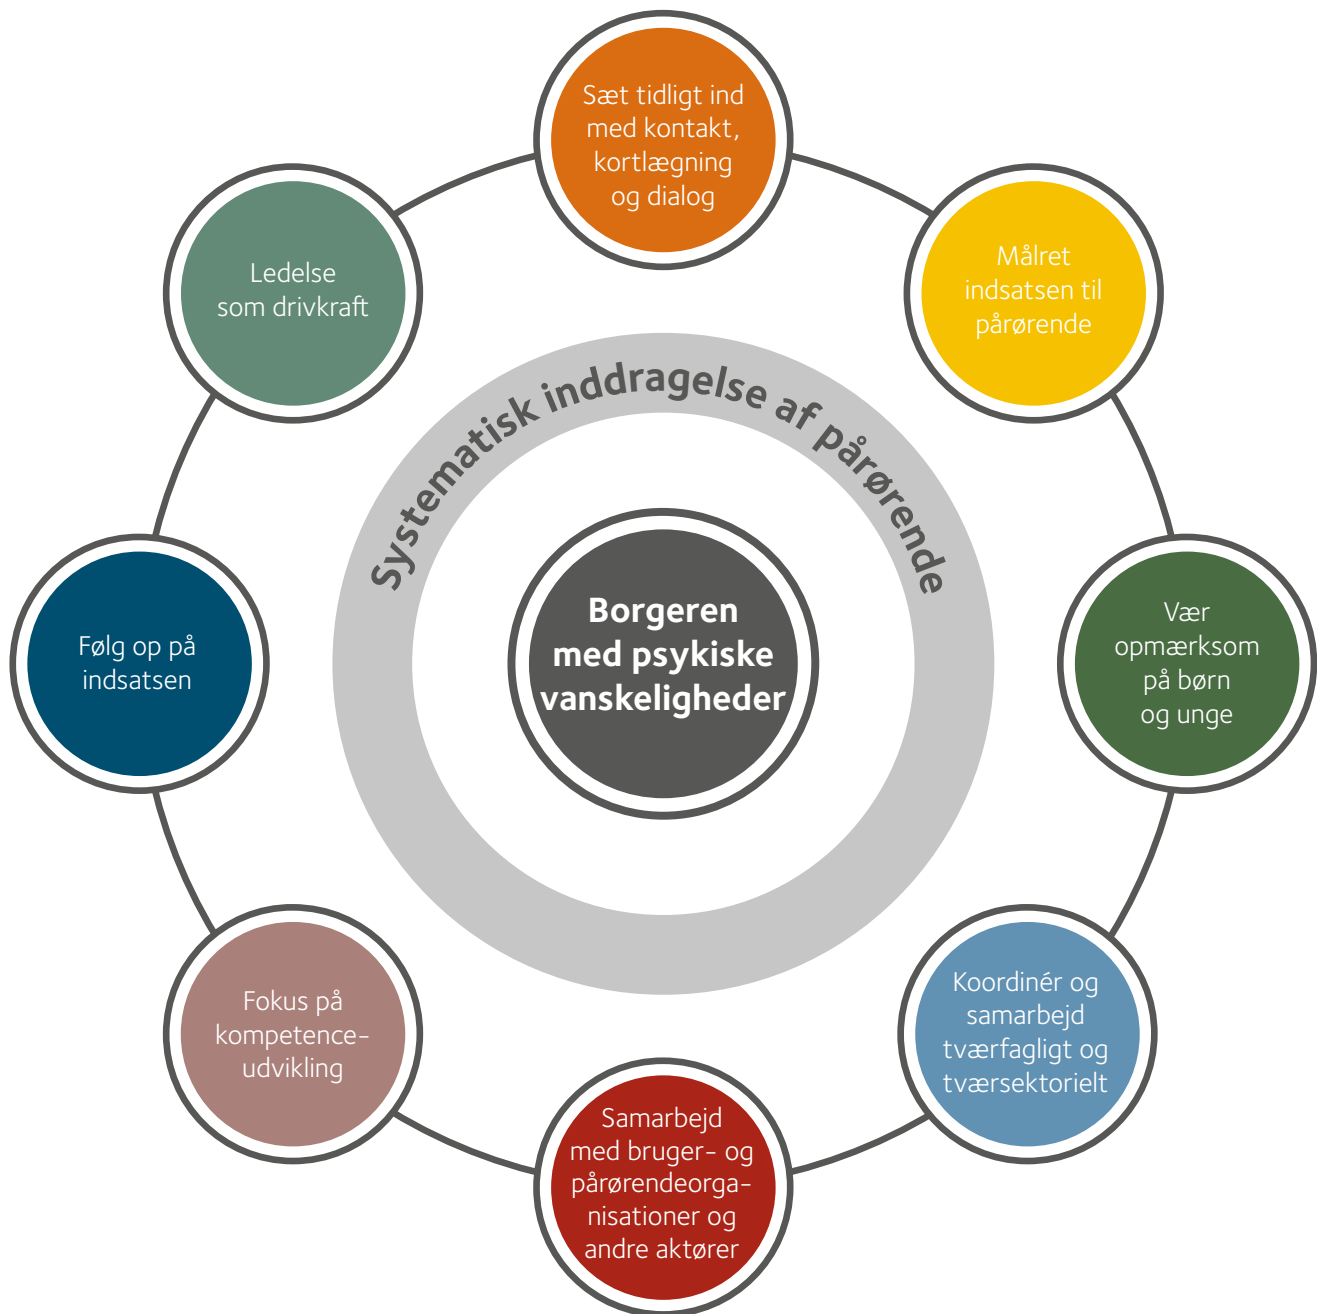 Sæt tidligt ind
med kontakt,
kortlægning
og dialog
Målret
indsatsen til
pårørende
Vær
opmærksom
på børn
og unge
Koordinér og
samarbejd
tværfagligt og
tværsektorielt
Samarbejd
med bruger- og
pårørendeorga-
nisationer og
andre aktører
Fokus på
kompetence-
udvikling
Følg op på
indsatsen
Ledelse
som drivkraft
Systematisk inddragelse af pårørende
Borgeren
med psykiske
vanskeligheder